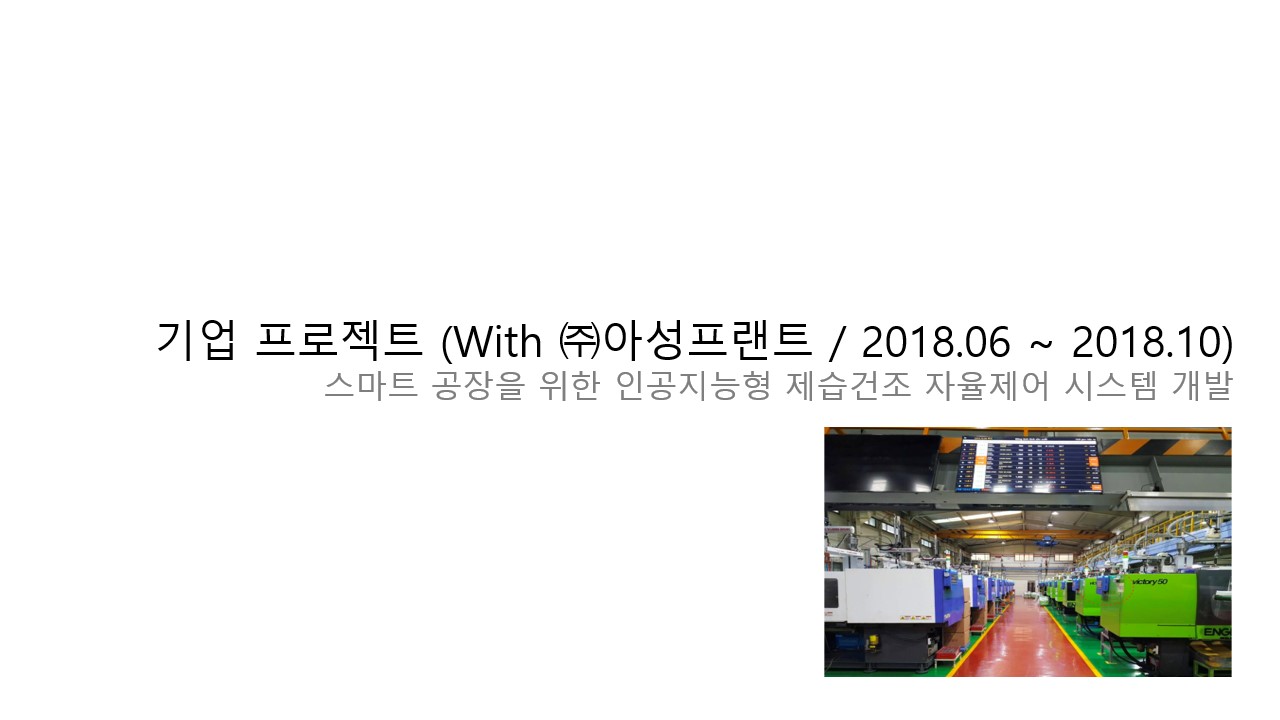 기업 프로젝트 (With ㈜아성프랜트 / 2018.06 ~ 2018.10)
스마트 공장을 위한 인공지능형 제습건조 자율제어 시스템 개발
victory 50